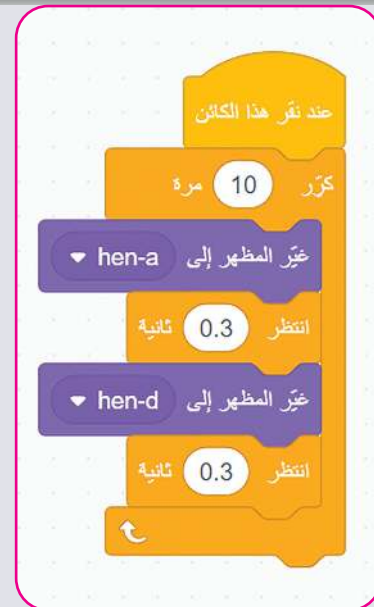 عند نقر هذا الكائن
كرّر 10 مرة
غيّر المظهر إلى hen-a
انتظر 0.3 ثانية
غيّر المظهر إلى hen-d
انتظر 0.3 ثانية